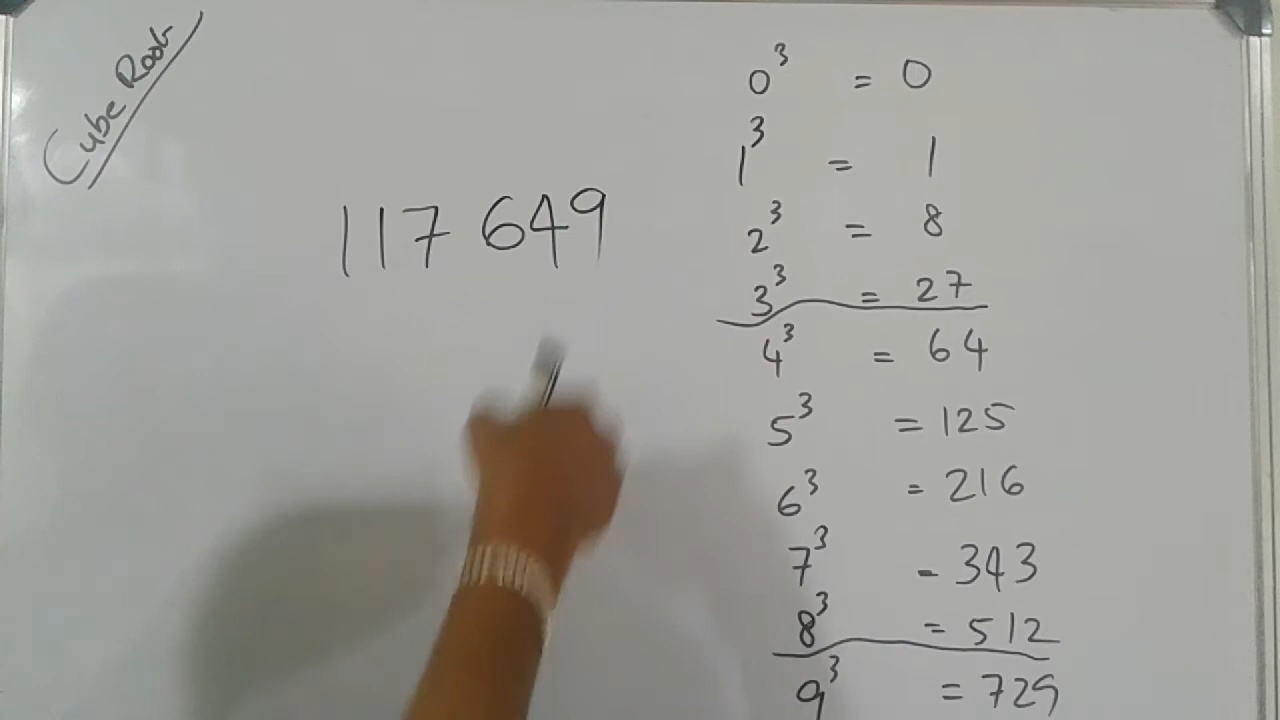 Cube Root
117 649
0³ = 0
1³ = 1
2³ = 8
3³ = 27
4³ = 64
5³ = 125
6³ = 216
7³ - 343
8³ = 512
9³ = 729